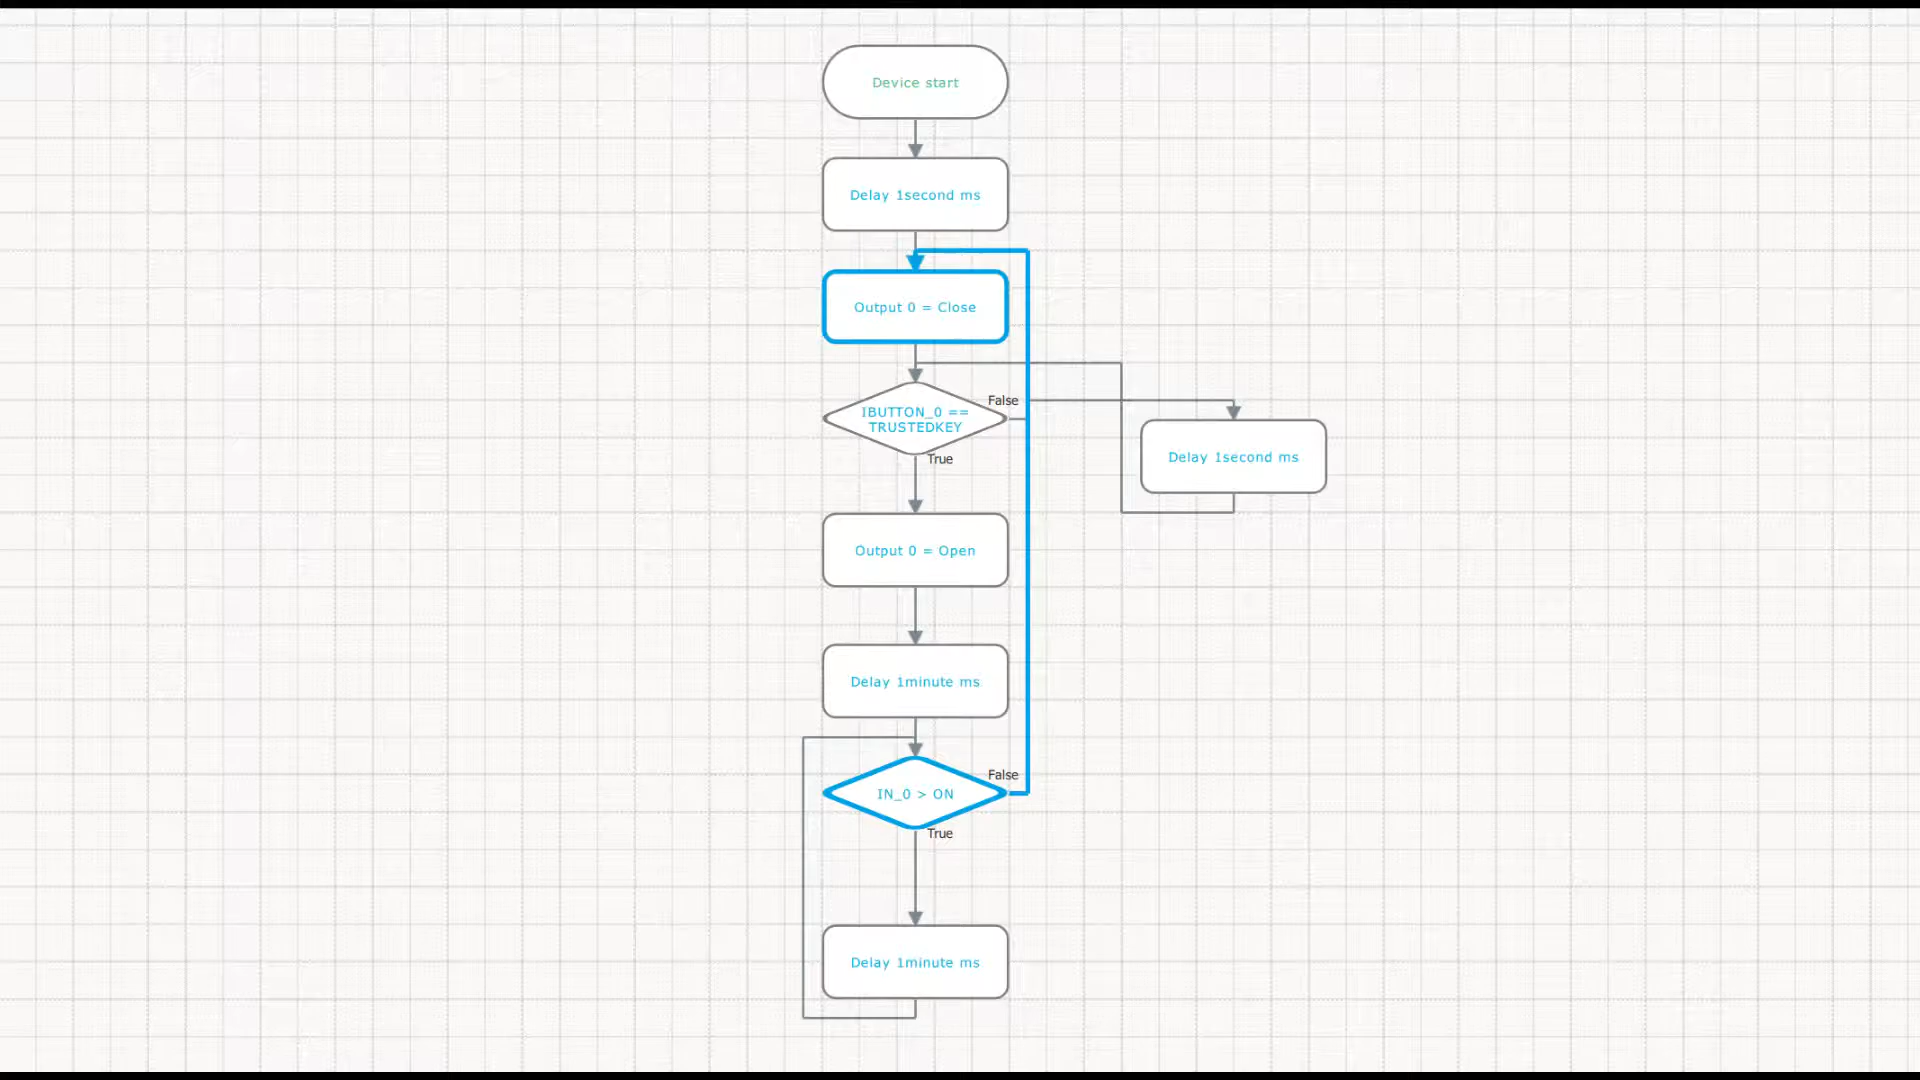 Device start
Delay 1second ms
Output 0 = Close
False
IBUTTON_0 ==
TRUSTEDKEY
True
Delay 1second ms
Output 0 = Open
Delay 1minute ms
False
IN_0 > ON
True
Delay 1minute ms